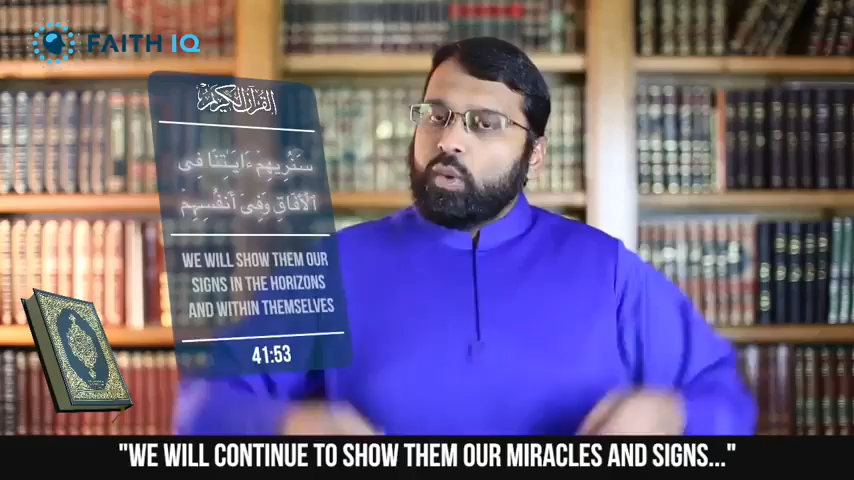 FAITH IQ
القرآن الكريم
سَنُرِيهِمْ ءَايَـٰتِنَا فِى
ٱلْأَفَاقِ وَفِىٓ أَنفُسِهِمْ
WE WILL SHOW THEM OUR
SIGNS IN THE HORIZONS
AND WITHIN THEMSELVES
41:53
"WE WILL CONTINUE TO SHOW THEM OUR MIRACLES AND SIGNS..."